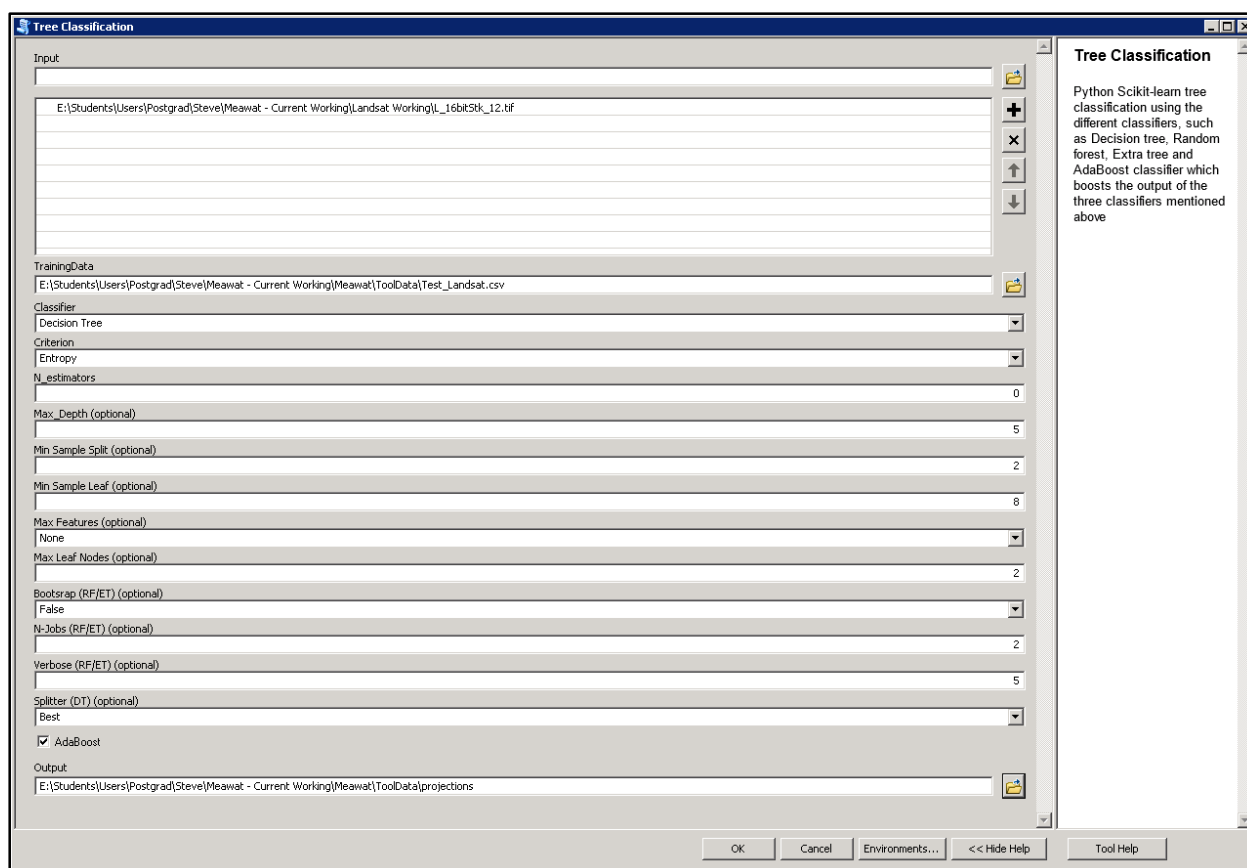 Tree Classification
Input
E:\Students\Users\Postgrad\Steve\Meawat - Current Working\Landsat Working\L_16bitStk_12.tif
TrainingData
E:\Students\Users\Postgrad\Steve\Meawat - Current Working\Meawat\ToolData\Test_Landsat.csv
Classifier
Decision Tree
Criterion
Entropy
N_estimators
0
Max_Depth (optional)
5
Min Sample Split (optional)
2
Min Sample Leaf (optional)
8
Max Features (optional)
None
Max Leaf Nodes (optional)
2
Bootsrap (RF/ET) (optional)
False
N-Jobs (RF/ET) (optional)
2
Verbose (RF/ET) (optional)
5
Splitter (DT) (optional)
Best
AdaBoost
Output
E:\Students\Users\Postgrad\Steve\Meawat - Current Working\Meawat\ToolData\projections
Tree Classification
Python Scikit-learn tree
classification using the
different classifiers, such
as Decision tree, Random
forest, Extra tree and
AdaBoost classifier which
boosts the output of the
three classifiers mentioned
above
OK Cancel Environments... << Hide Help Tool Help